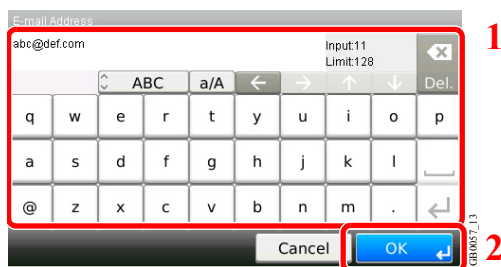 E-mail Address
abc@def.com
Input:11
Limit:128
ABC a/A ← → ↑ ↓ Del.
q w e r t y u i o p
a s d f g h j k l
@ z x c v b n m .
Cancel OK
1
2
GB0057_13